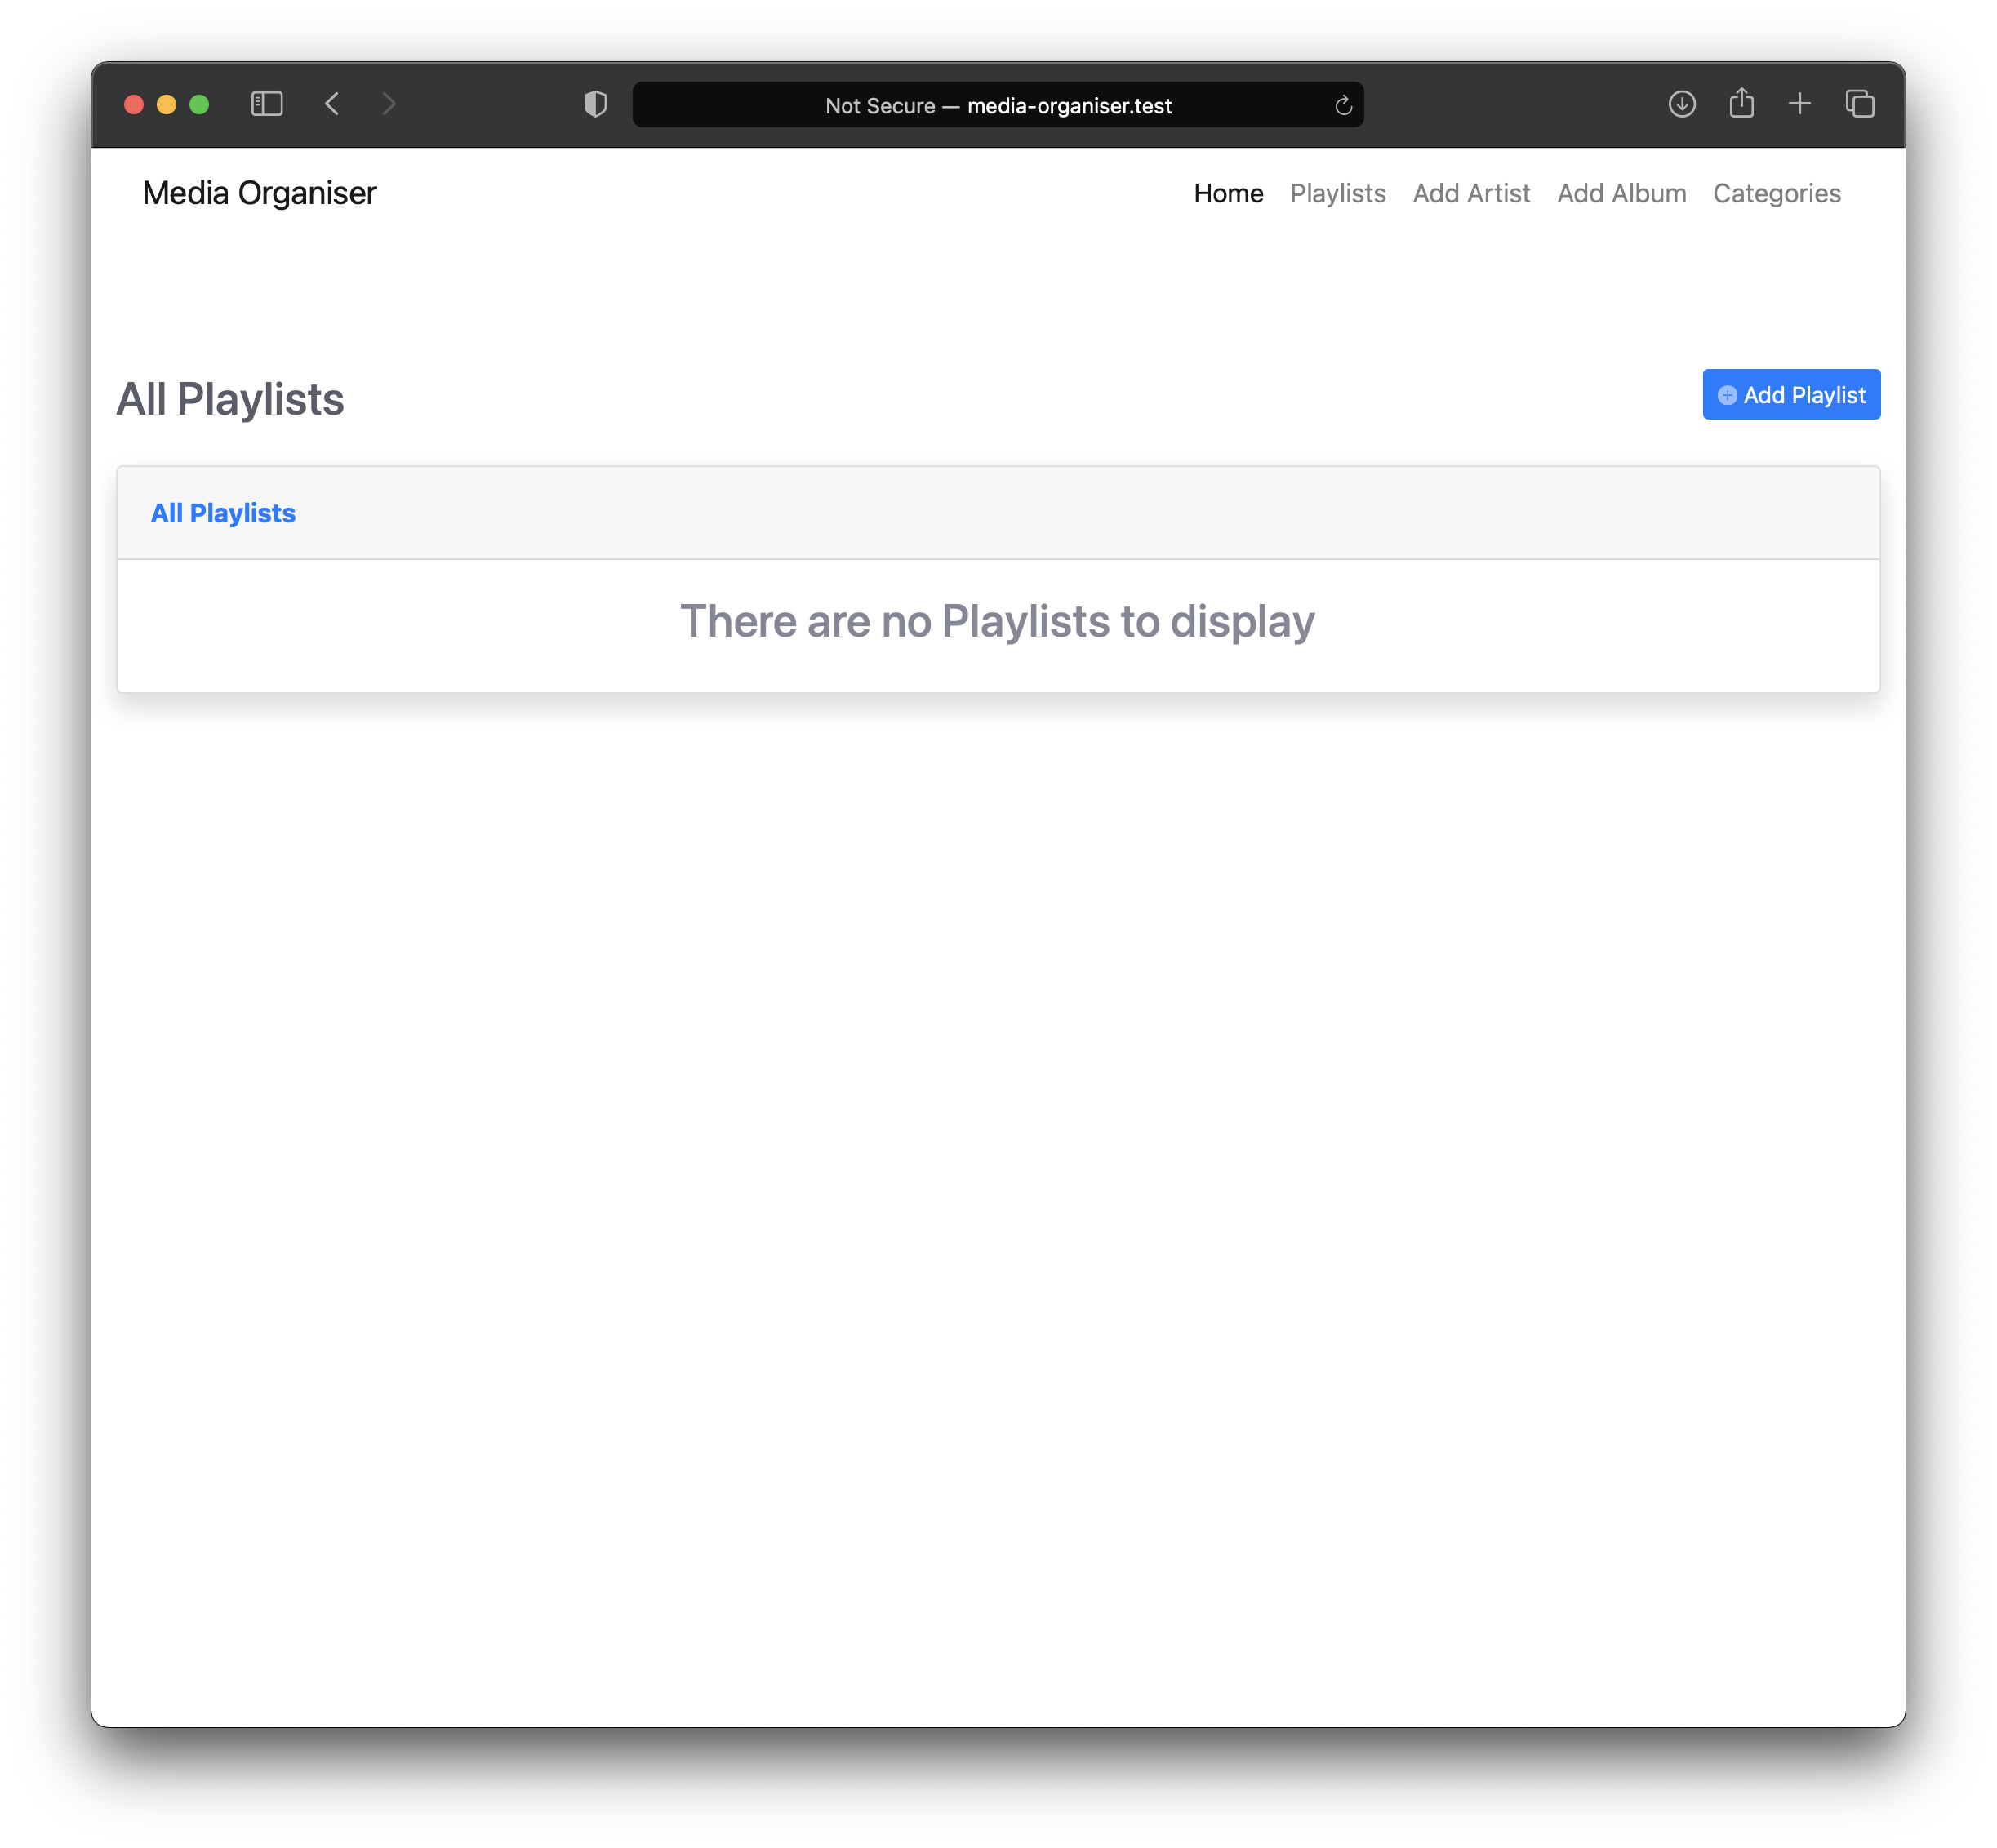 Not Secure — media-organiser.test
Media Organiser
Home Playlists Add Artist Add Album Categories
All Playlists
Add Playlist
All Playlists
There are no Playlists to display